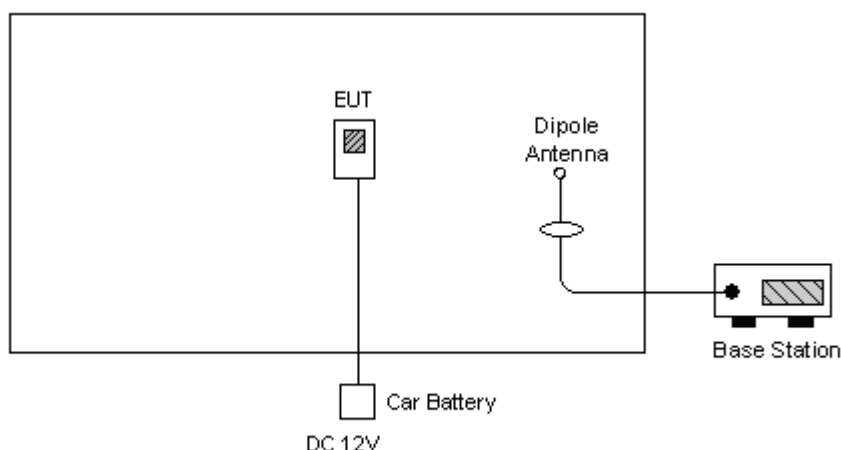 EUT
Dipole
Antenna
Base Station
Car Battery
DC 12V